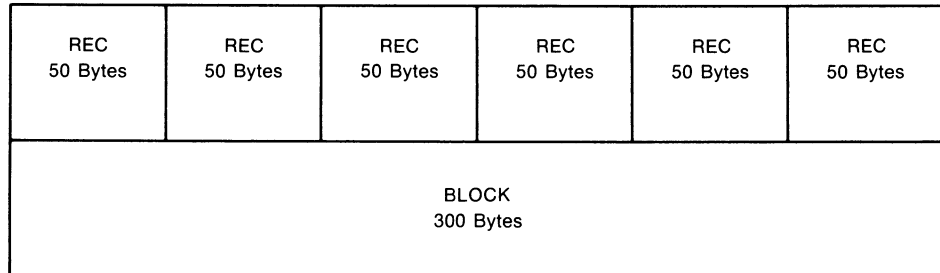 REC REC REC REC REC REC
50 Bytes 50 Bytes 50 Bytes 50 Bytes 50 Bytes 50 Bytes
BLOCK
300 Bytes